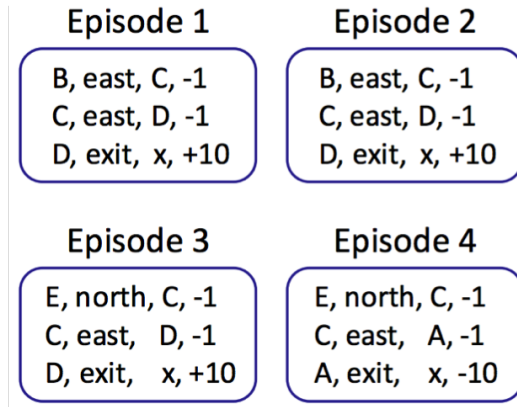 Episode 1
B, east, C, -1
C, east, D, -1
D, exit, x, +10
Episode 2
B, east, C, -1
C, east, D, -1
D, exit, x, +10
Episode 3
E, north, C, -1
C, east, D, -1
D, exit, x, +10
Episode 4
E, north, C, -1
C, east, A, -1
A, exit, x, -10